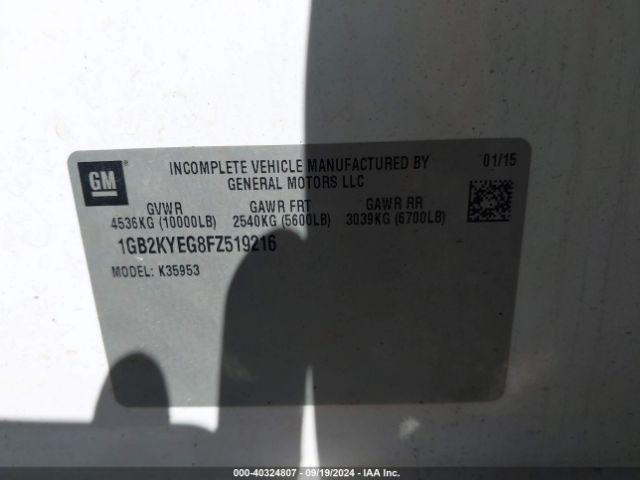 GM ®
INCOMPLETE VEHICLE MANUFACTURED BY
GENERAL MOTORS LLC
01/15
GVWR GAWR FRT GAWR RR
4536KG (10000LB) 2540KG (5600LB) 3039KG (6700LB)
1GB2KYEG8FZ519216
MODEL: K35953
000-40324807 - 09/19/2024 - IAA Inc.